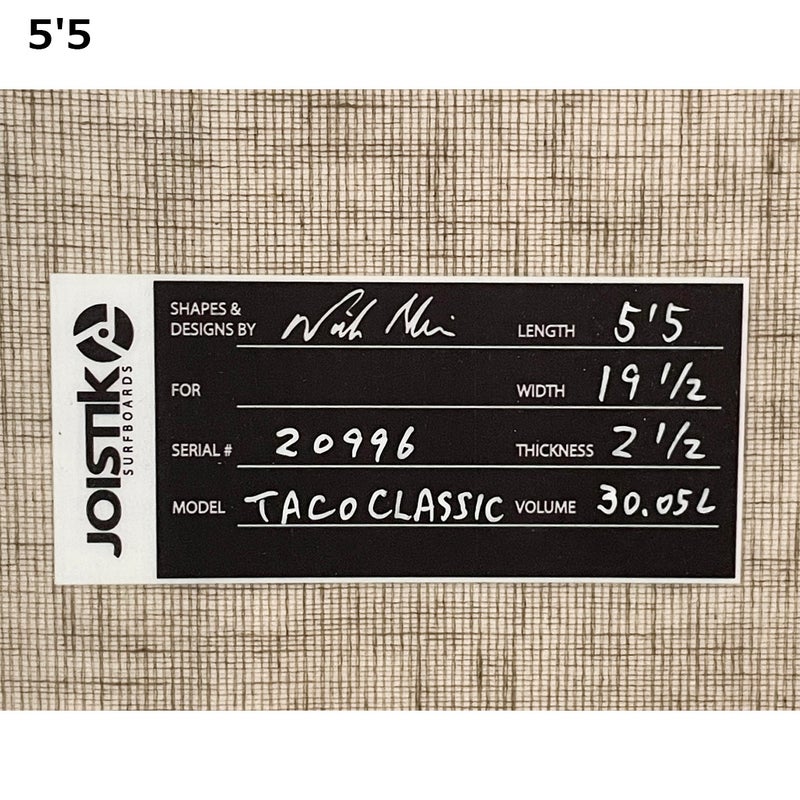 5'5
JOISTIK
SURFBOARDS
SHAPES &
DESIGNS BY
LENGTH 5'5
FOR
WIDTH 19 1/2
SERIAL # 20996
THICKNESS 2 1/2
MODEL TACO CLASSIC
VOLUME 30.05L